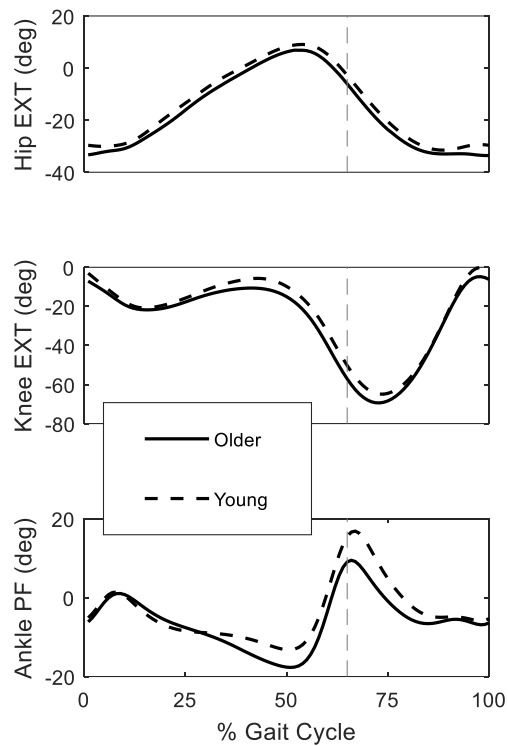 Hip EXT (deg)
20
0
-20
-40
Knee EXT (deg)
0
-20
-40
-60
-80
Older
Young
Ankle PF (deg)
20
0
-20
0
25
50
75
100
% Gait Cycle